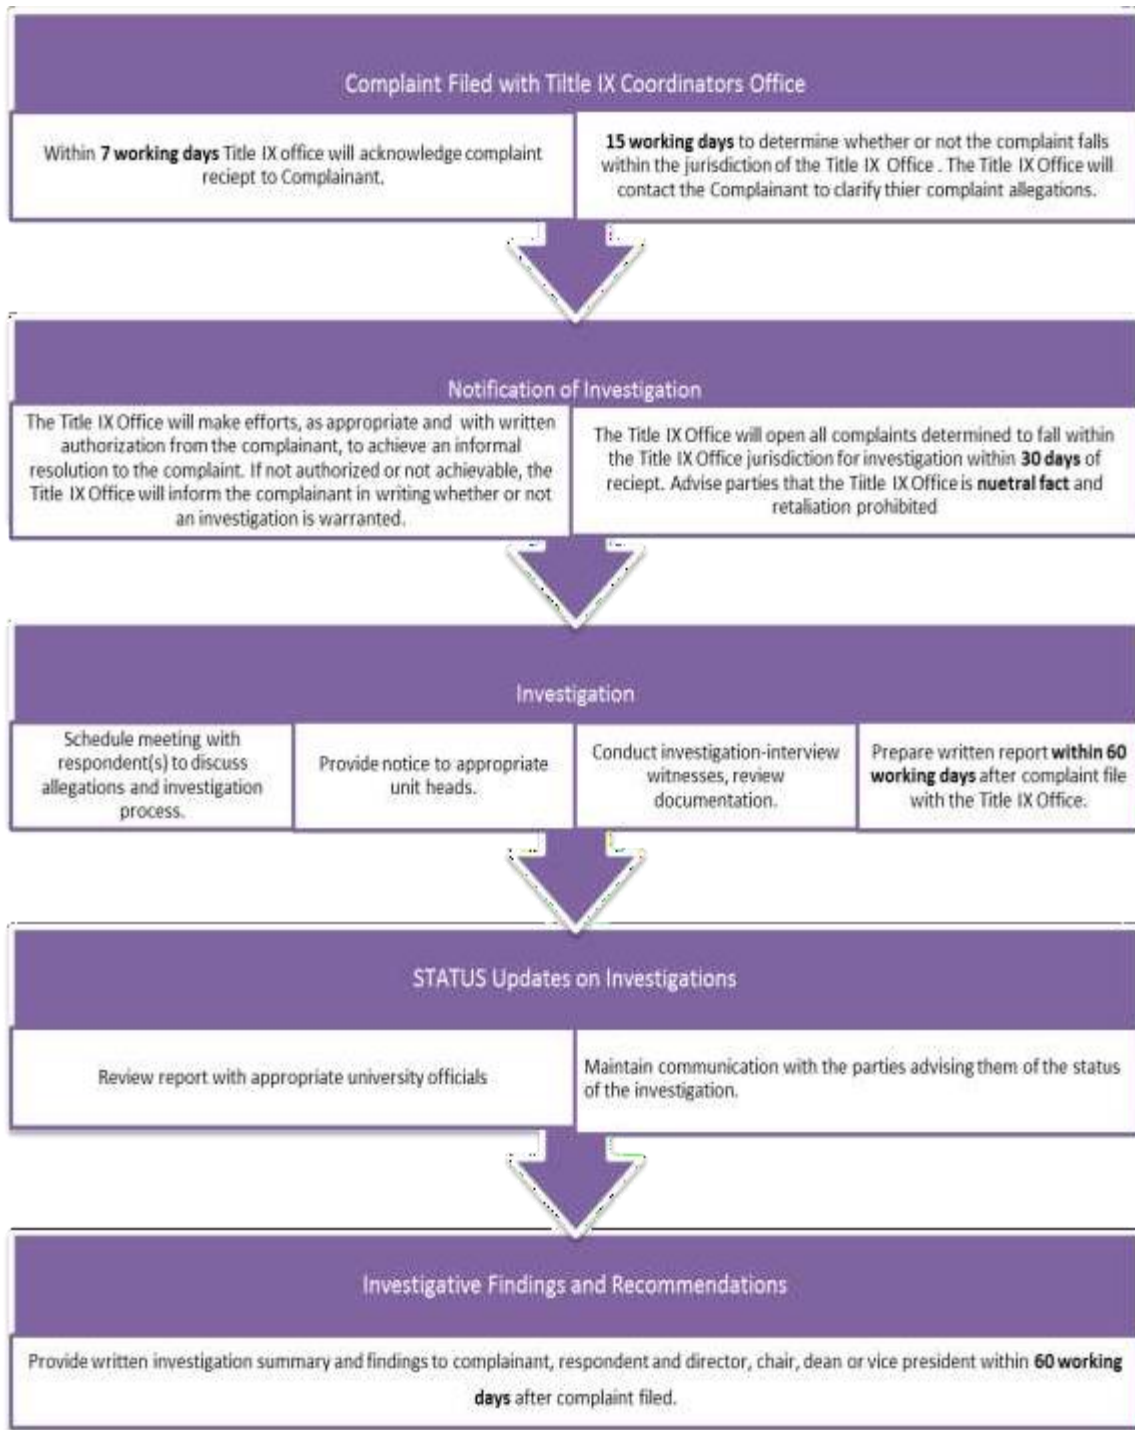 Complaint Filed with Tiltle IX Coordinators Office
Within 7 working days Title IX office will acknowledge complaint
reciept to Complainant.
15 working days to determine whether or not the complaint falls
within the jurisdiction of the Title IX Office . The Title IX Office will
contact the Complainant to clarify thier complaint allegations.
Notification of Investigation
The Title IX Office will make efforts, as appropriate and with written
authorization from the complainant, to achieve an informal
resolution to the complaint. If not authorized or not achievable, the
Title IX Office will inform the complainant in writing whether or not
an investigation is warranted.
The Title IX Office will open all complaints determined to fall within
the Title IX Office jurisdiction for investigation within 30 days of
reciept. Advise parties that the Tiitle IX Office is nuetral fact and
retaliation prohibited
Investigation
Schedule meeting with
respondent(s) to discuss
allegations and investigation
process.
Provide notice to appropriate
unit heads.
Conduct investigation-interview
witnesses, review
documentation.
Prepare written report within 60
working days after complaint file
with the Title IX Office.
STATUS Updates on Investigations
Review report with appropriate university officials
Maintain communication with the parties advising them of the status
of the investigation.
Investigative Findings and Recommendations
Provide written investigation summary and findings to complainant, respondent and director, chair, dean or vice president within 60 working
days after complaint filed.